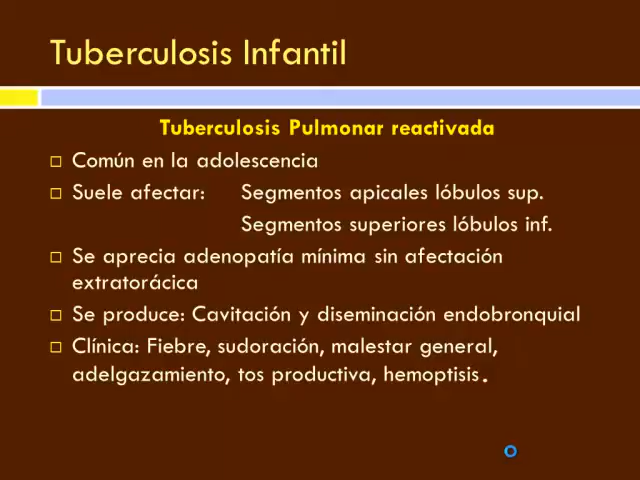 Tuberculosis Infantil
Tuberculosis Pulmonar reactivada
Común en la adolescencia
Suele afectar: Segmentos apicales lóbulos sup.
Segmentos superiores lóbulos inf.
Se aprecia adenopatía mínima sin afectación
extratorácica
Se produce: Cavitación y diseminación endobronquial
Clínica: Fiebre, sudoración, malestar general,
adelgazamiento, tos productiva, hemoptisis.